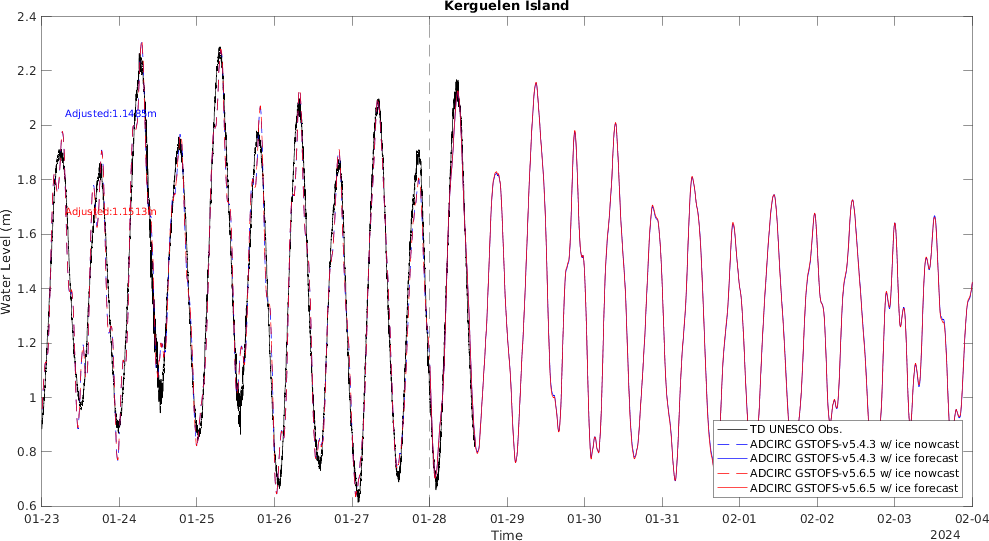 Kerguelen Island
2.4
2.2
2
1.8
1.6
1.4
1.2
1
0.8
0.6
Water Level (m)
Adjusted:1.1485m
Adjusted:1.1513m
TD UNESCO Obs.
ADCIRC GSTOFS-v5.4.3 w/ ice nowcast
ADCIRC GSTOFS-v5.4.3 w/ ice forecast
ADCIRC GSTOFS-v5.6.5 w/ ice nowcast
ADCIRC GSTOFS-v5.6.5 w/ ice forecast
01-23 01-24 01-25 01-26 01-27 01-28 01-29 01-30 01-31 02-01 02-02 02-03 02-04
Time
2024